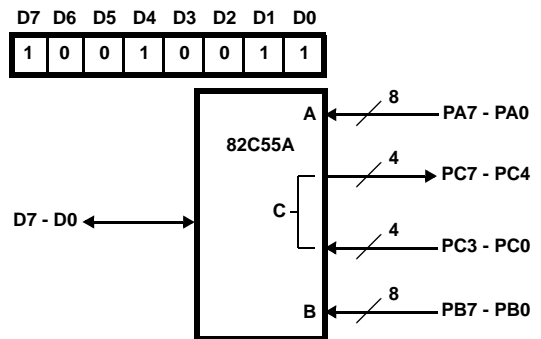 D7 D6 D5 D4 D3 D2 D1 D0
1 0 0 1 0 0 1 1
8
A PA7 - PA0
82C55A
4
PC7 - PC4
C
D7 - D0
4
PC3 - PC0
8
B PB7 - PB0